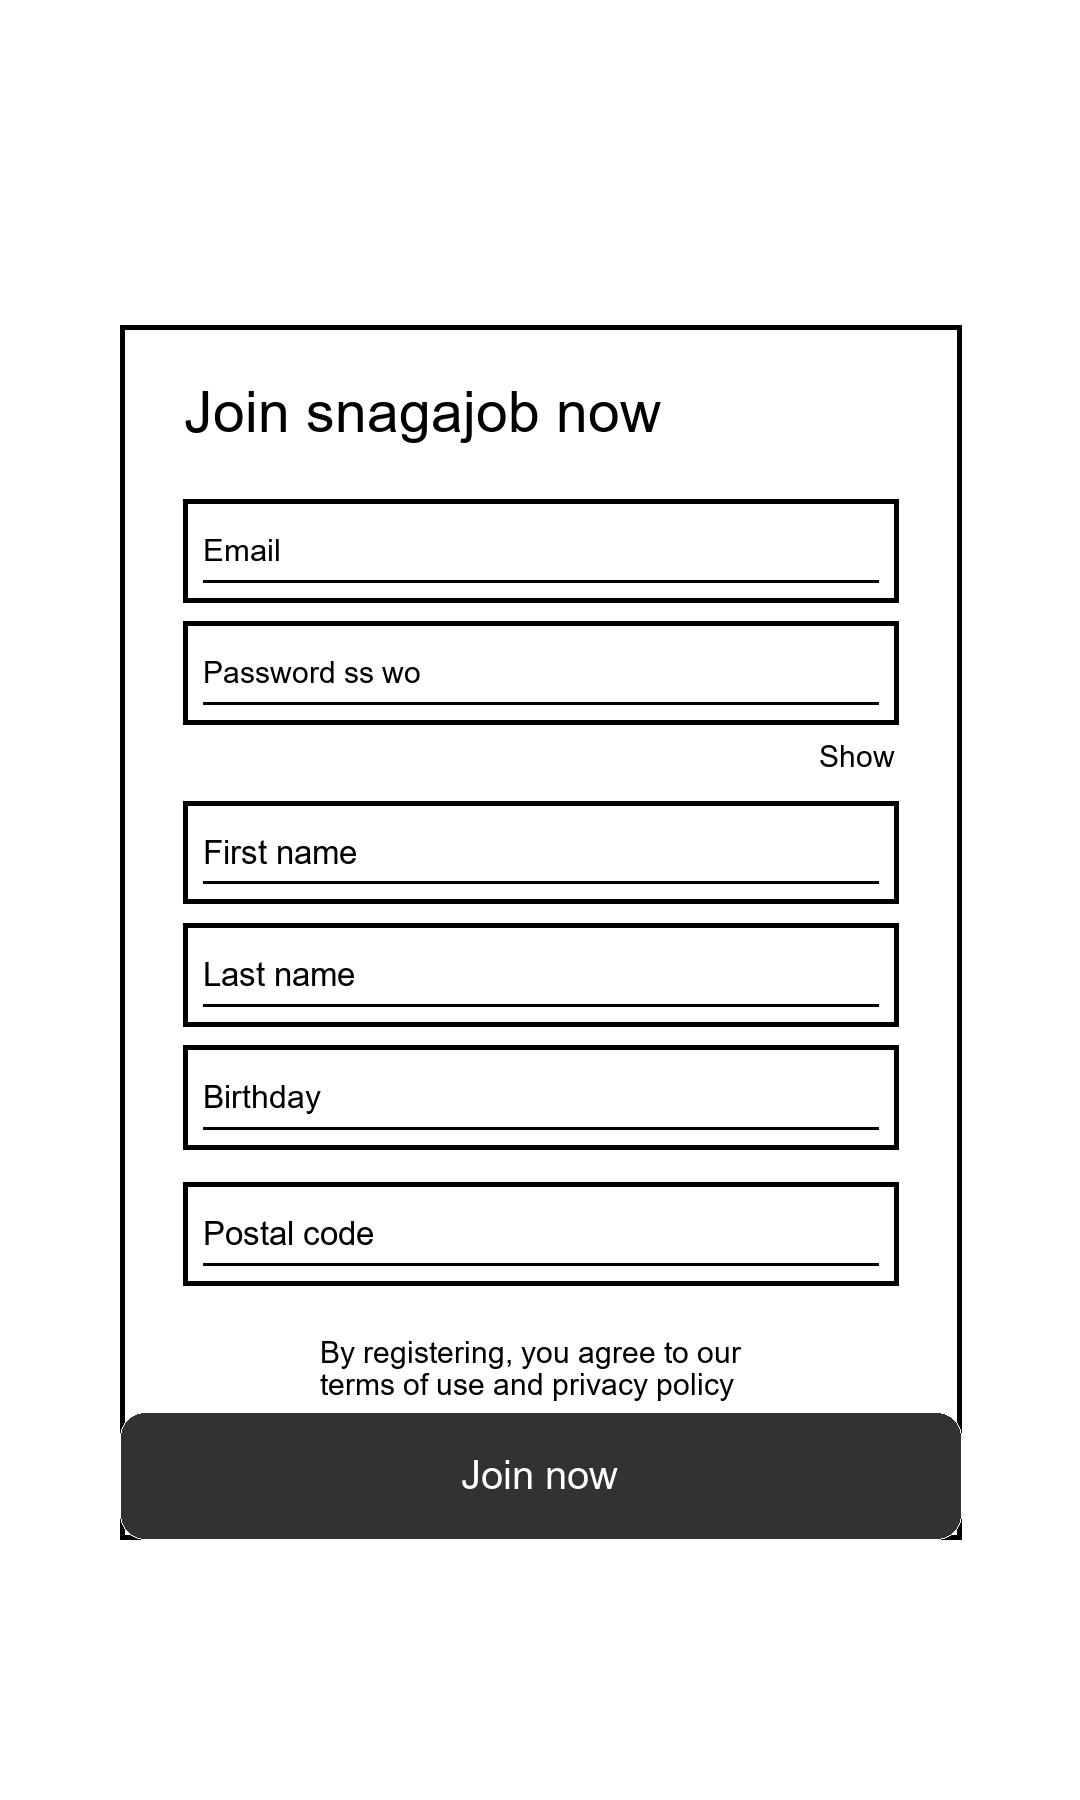 Join snagajob now
Email
Password ss wo
Show
First name
Last name
Birthday
Postal code
By registering, you agree to our
terms of use and privacy policy
Join now